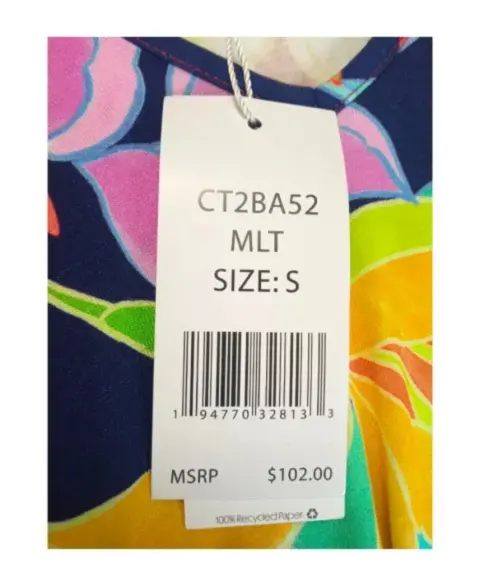 CT2BA52
MLT
SIZE: S
1 94770 32813 3
MSRP $102.00
100% Recycled Paper